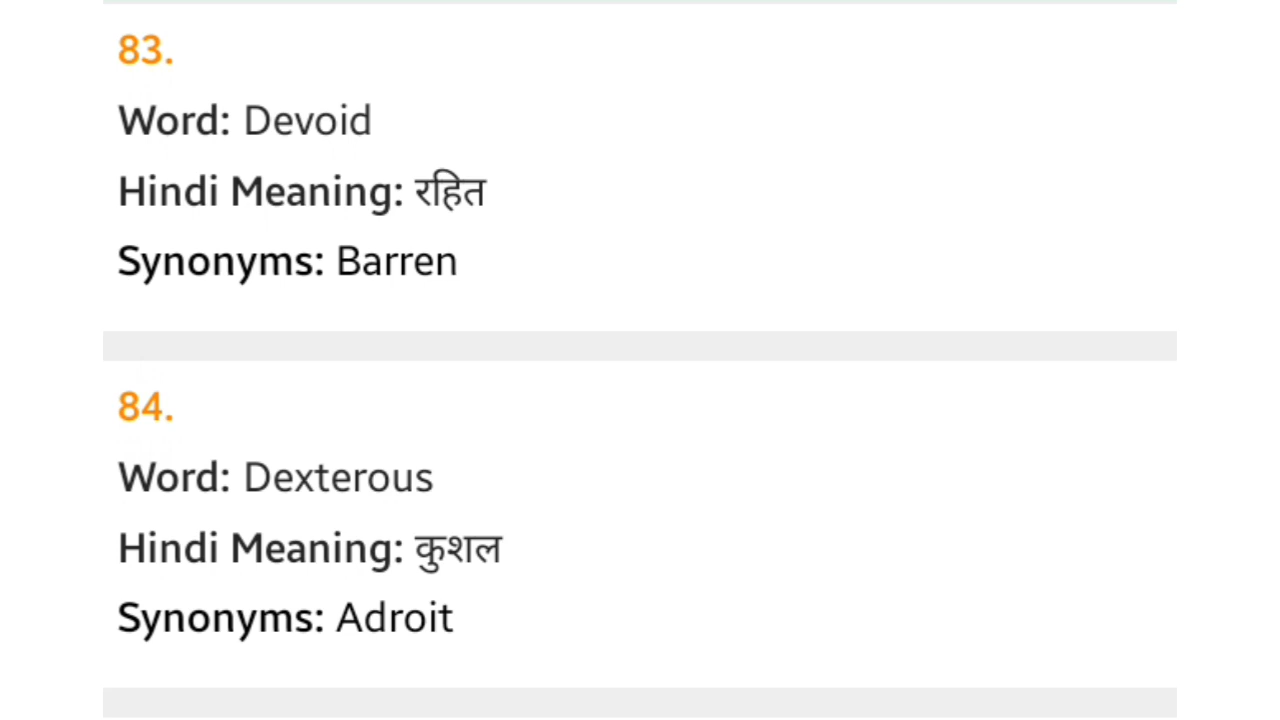 83.
Word: Devoid
Hindi Meaning: रहित
Synonyms: Barren
84.
Word: Dexterous
Hindi Meaning: कुशल
Synonyms: Adroit